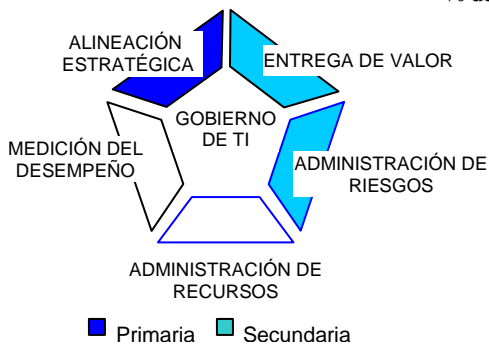 ALINEACIÓN
ESTRATÉGICA
ENTREGA DE VALOR
GOBIERNO
DE TI
MEDICIÓN DEL
DESEMPEÑO
ADMINISTRACIÓN DE
RIESGOS
ADMINISTRACIÓN DE
RECURSOS
Primaria Secundaria